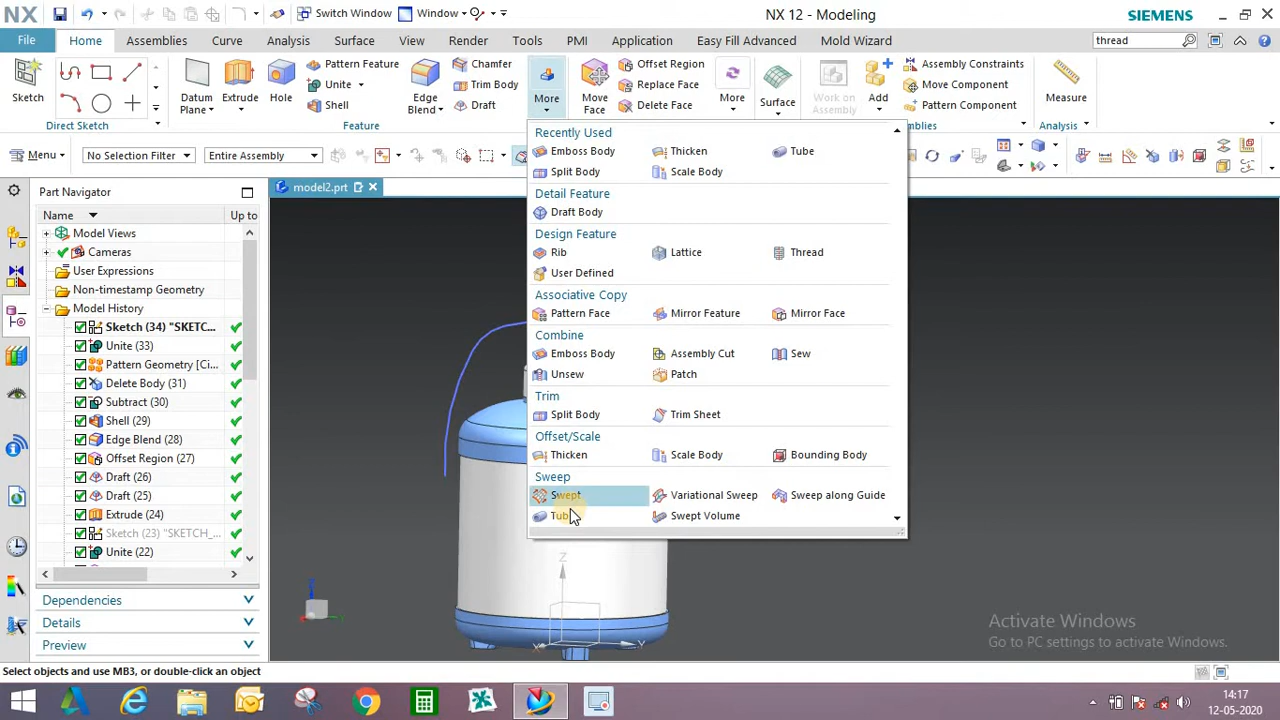 NX Switch Window Window NX 12 - Modeling SIEMENS
File Home Assemblies Curve Analysis Surface View Selection Render Tools PMI Application Easy Fill Advanced Mold Wizard thread
Sketch
Direct Sketch
Datum Plane
Extrude
Hole
Pattern Feature
Unite
Shell
Edge Blend
Chamfer
Trim Body
Draft
More
Feature
Move Face
Offset Region
Replace Face
Delete Face
More
Surface
Work on Assembly
Add
Assembly Constraints
Move Component
Pattern Component
Measure
Analysis
Menu No Selection Filter Entire Assembly
Part Navigator
model2.prt
Name Up to
Model Views
Cameras
User Expressions
Non-timestamp Geometry
Model History
Sketch (34) "SKETC...
Unite (33)
Pattern Geometry [Ci...
Delete Body (31)
Subtract (30)
Shell (29)
Edge Blend (28)
Offset Region (27)
Draft (26)
Draft (25)
Extrude (24)
Sketch (23) "SKETCH_...
Unite (22)
Dependencies
Details
Preview
Recently Used
Emboss Body Thicken Tube
Split Body Scale Body
Detail Feature
Draft Body
Design Feature
Rib Lattice Thread
User Defined
Associative Copy
Pattern Face Mirror Feature Mirror Face
Combine
Emboss Body Assembly Cut Sew
Unsew Patch
Trim
Split Body Trim Sheet
Offset/Scale
Thicken Scale Body Bounding Body
Sweep
Swept Variational Sweep Sweep along Guide
Swept Volume
Z
X Y
Activate Windows
Go to PC settings to activate Windows.
Select objects and use MB3, or double-click an object
14:17
12-05-2020